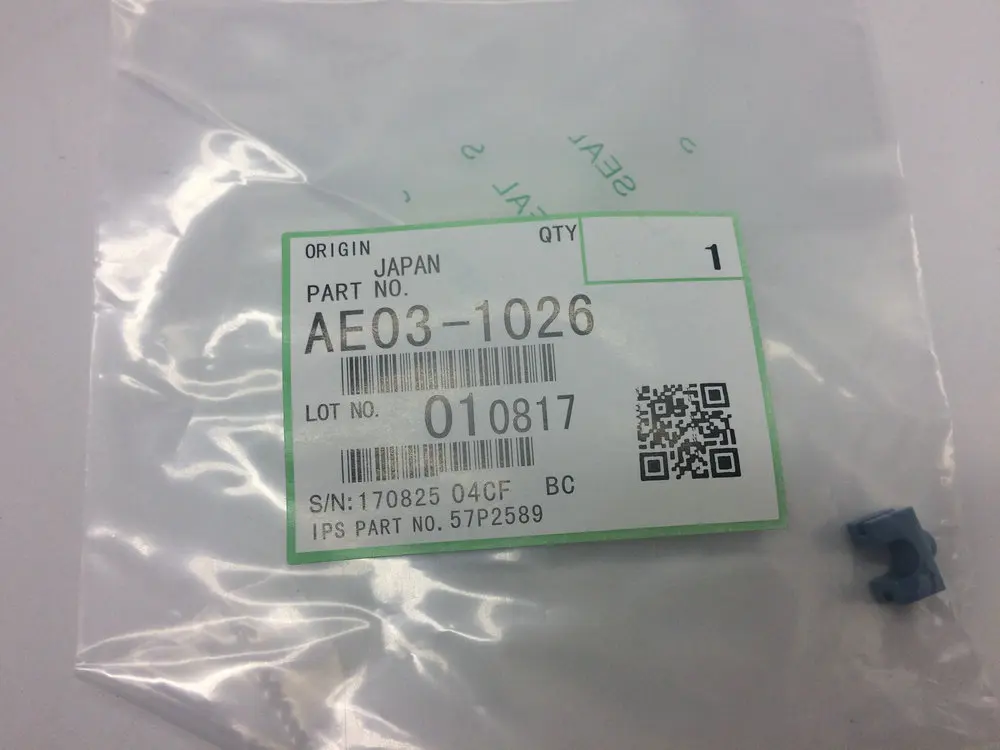 S
SEAL
SEAL
ORIGIN
QTY
1
JAPAN
PART NO.
AE03-1026
LOT NO.
010817
S/N:170825 04CF BC
IPS PART NO. 57P2589